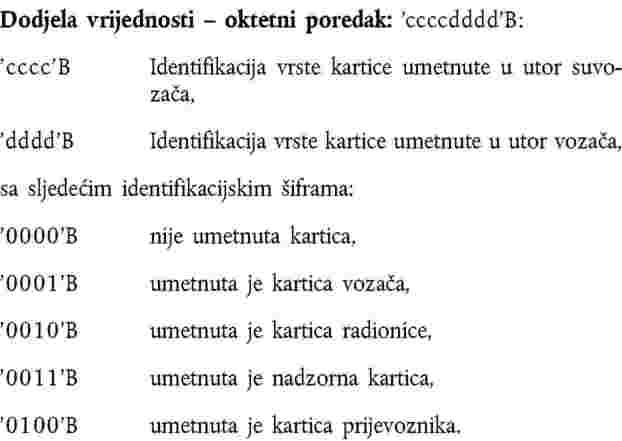 Dodjela vrijednosti – oktetni poredak: 'ccccdddd'B:
'cccc'B Identifikacija vrste kartice umetnute u utor suvo-
zača,
'dddd'B Identifikacija vrste kartice umetnute u utor vozača,
sa sljedećim identifikacijskim šiframa:
'0000'B nije umetnuta kartica,
'0001'B umetnuta je kartica vozača,
'0010'B umetnuta je kartica radionice,
'0011'B umetnuta je nadzorna kartica,
'0100'B umetnuta je kartica prijevoznika.